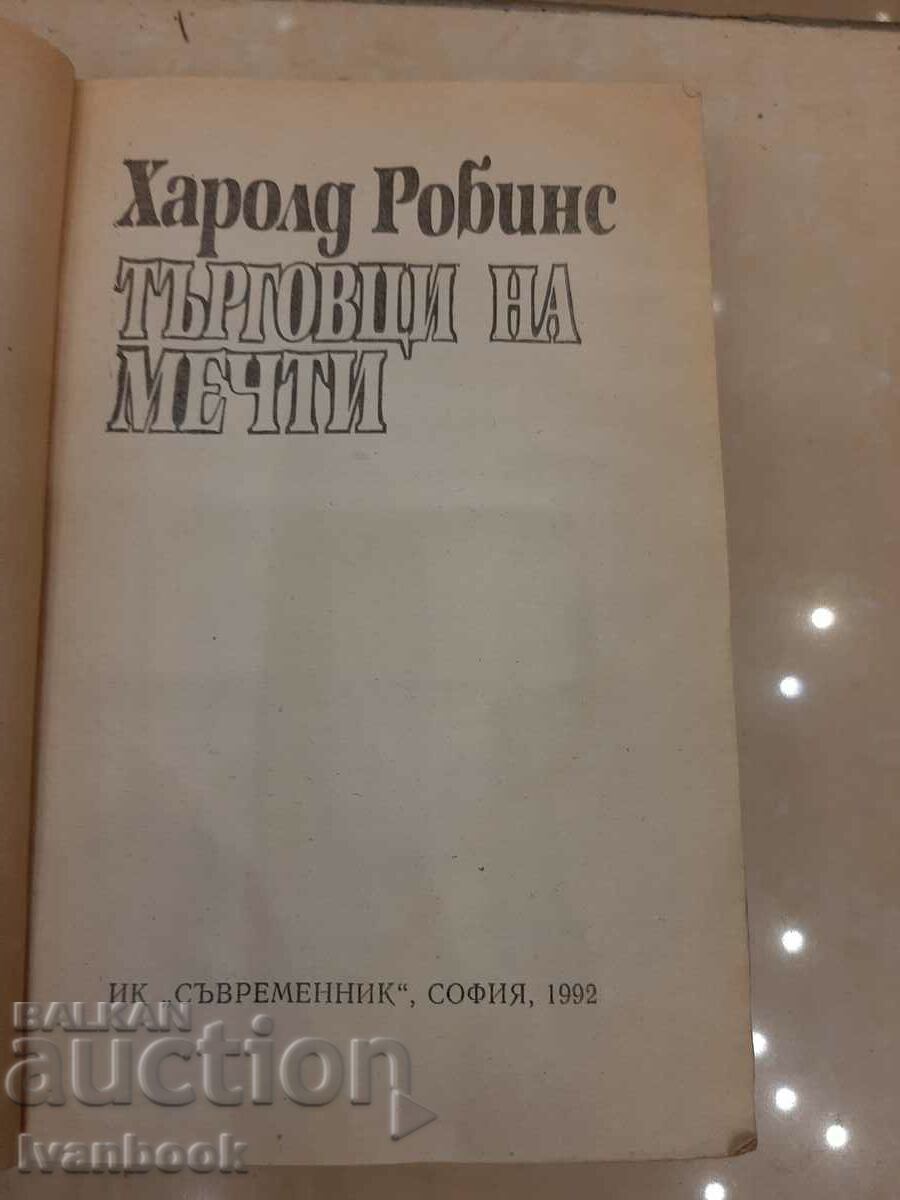 Харолд Робинс
ТЪРГОВЦИ НА
МЕЧТИ
ИК „СЪВРЕМЕННИК“, СОФИЯ, 1992
BALKAN
auction
Ivanbook